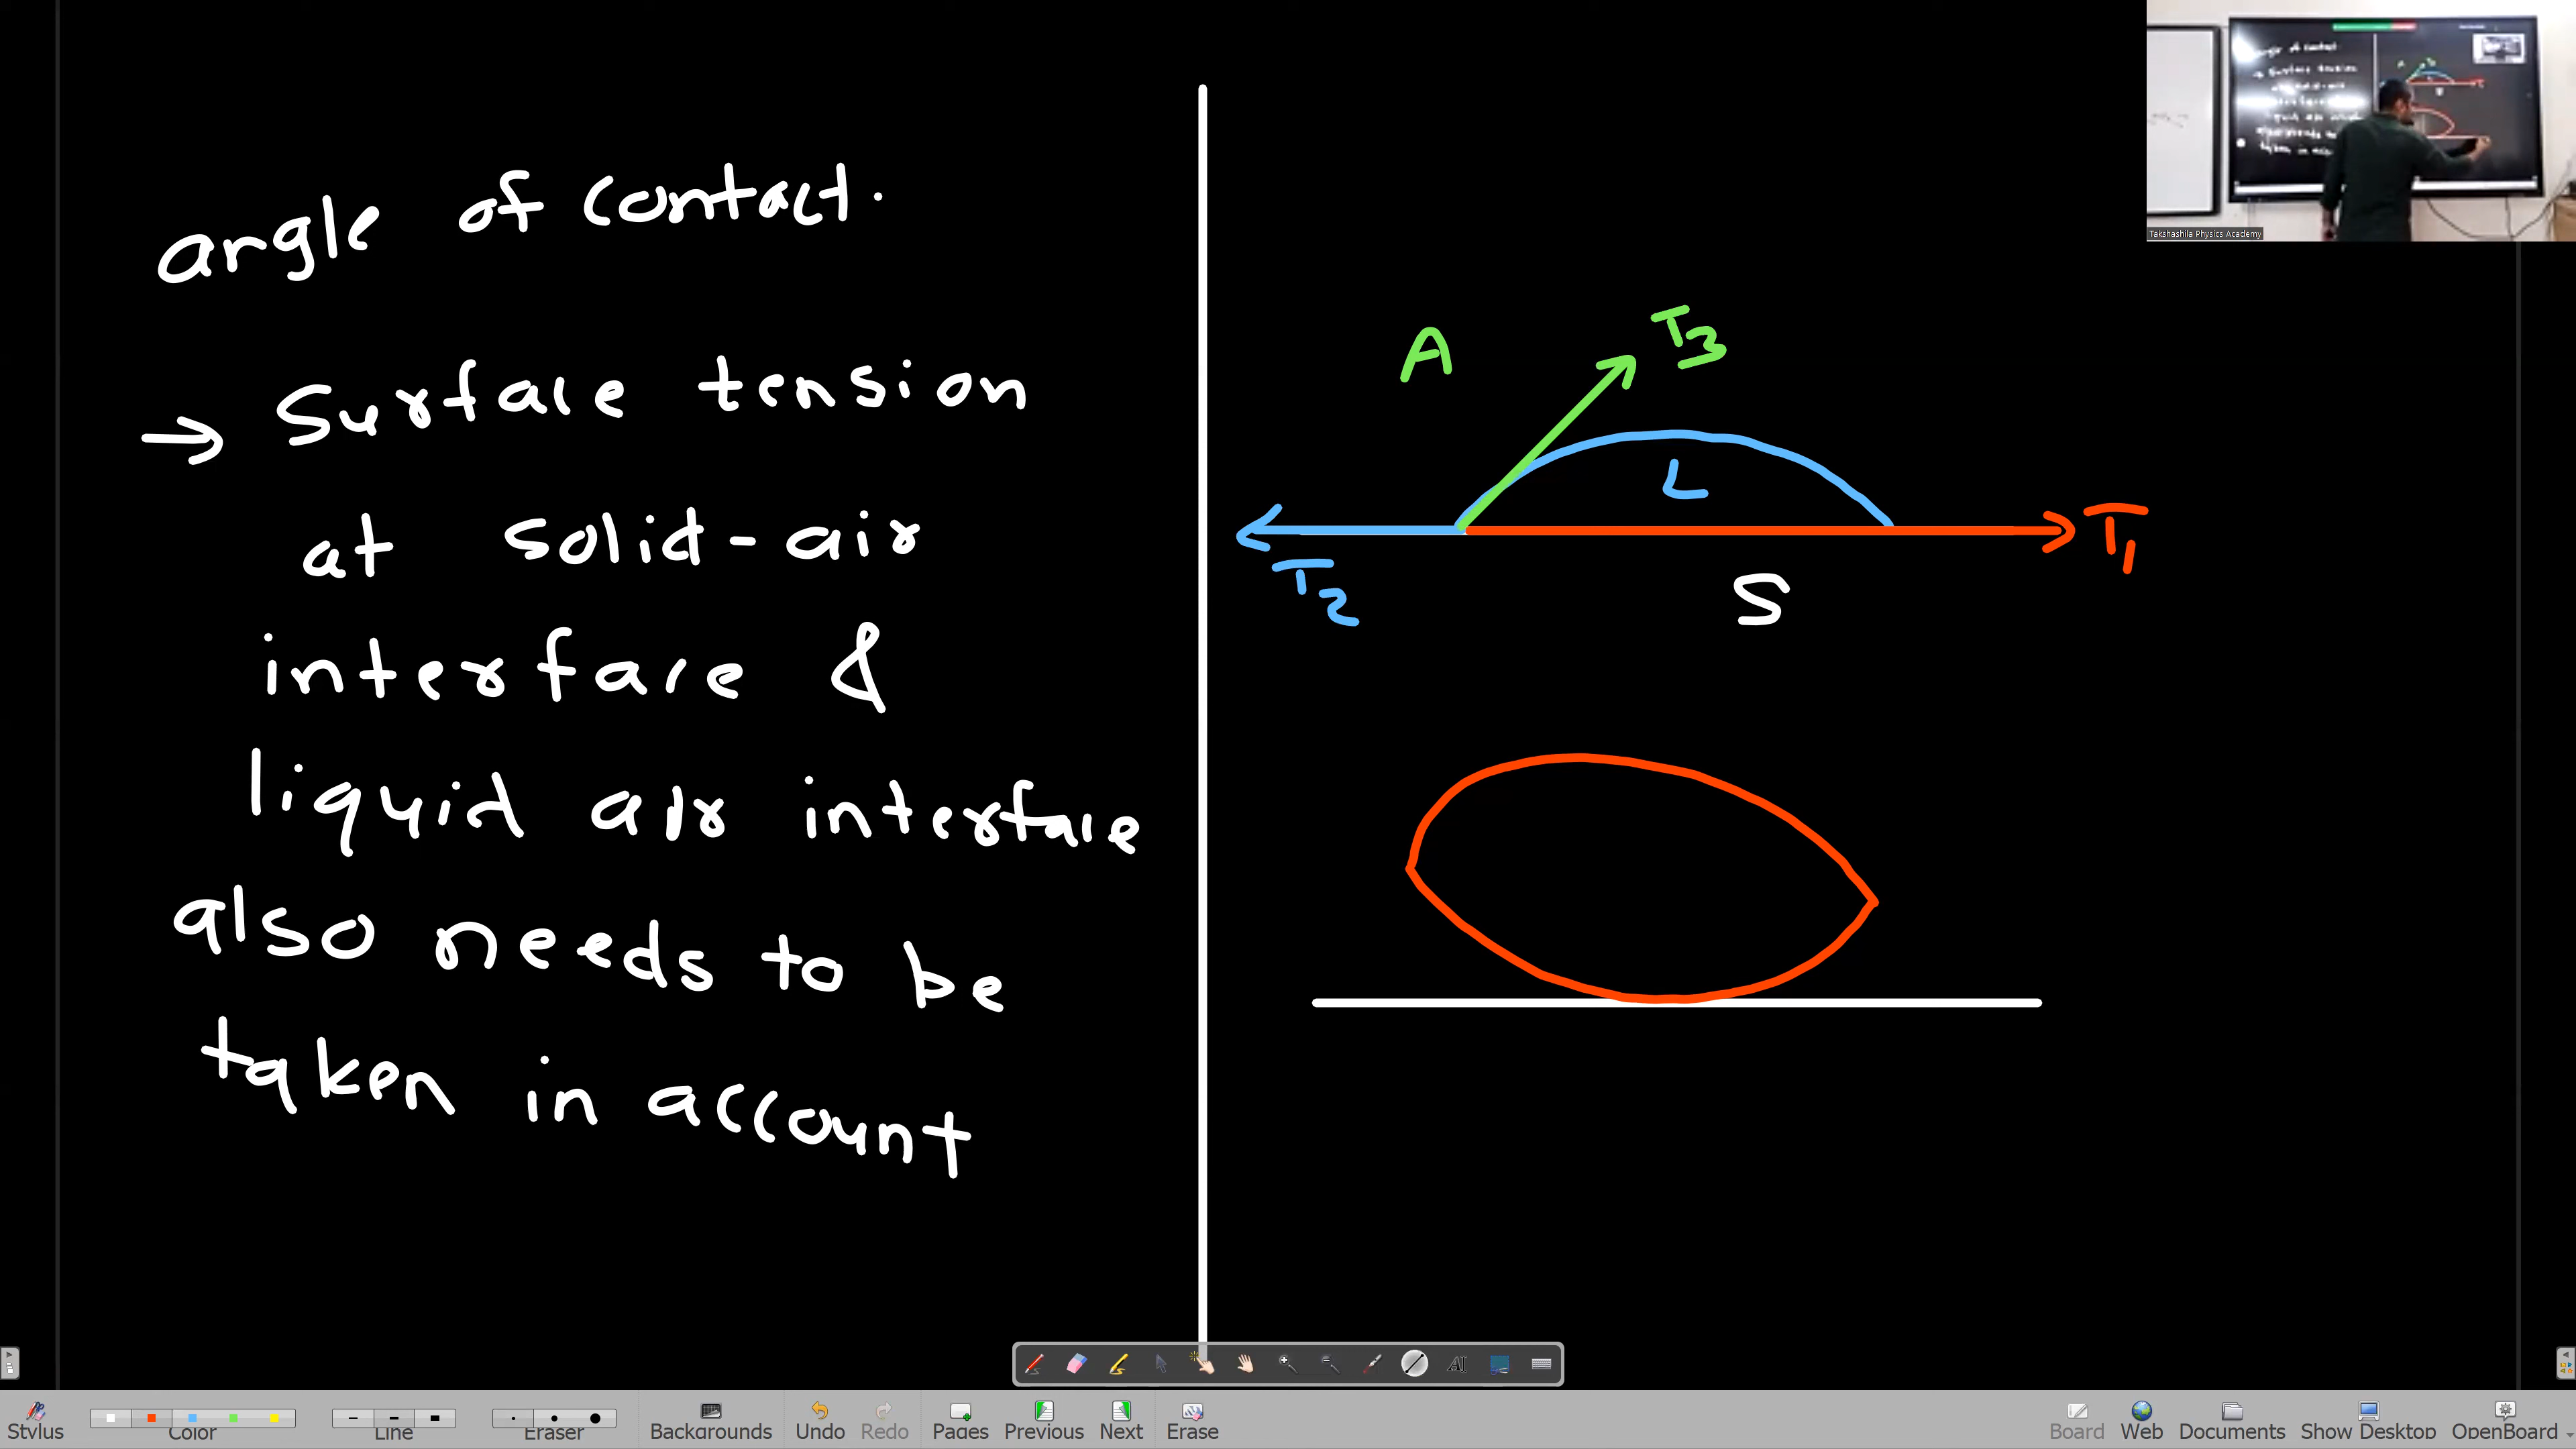 angle of contact.
→ Surface tension
at solid-air
interface &
liquid air interface
also needs to be
taken in account
A
T3
L
T1
T2
S
Takshashila Physics Academy
Stylus
Color
Line
Eraser
Backgrounds
Undo
Redo
Pages
Previous
Next
Erase
Board
Web
Documents
Show Desktop
OpenBoard